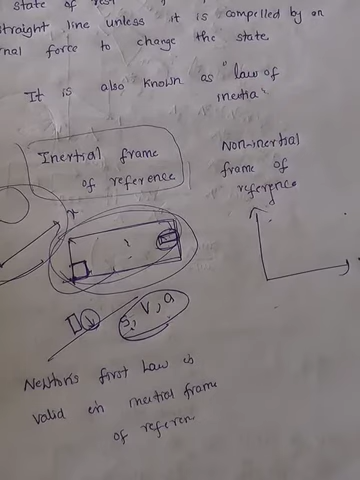 state of rest
straight line unless it is compelled by an
nal force to change the state
It is also known as "law of
inertia"
Inertial frame
of reference
Non-inertial
frame of
reference
S, V, a
Newton's first Law is
valid in inertial frame
of referen